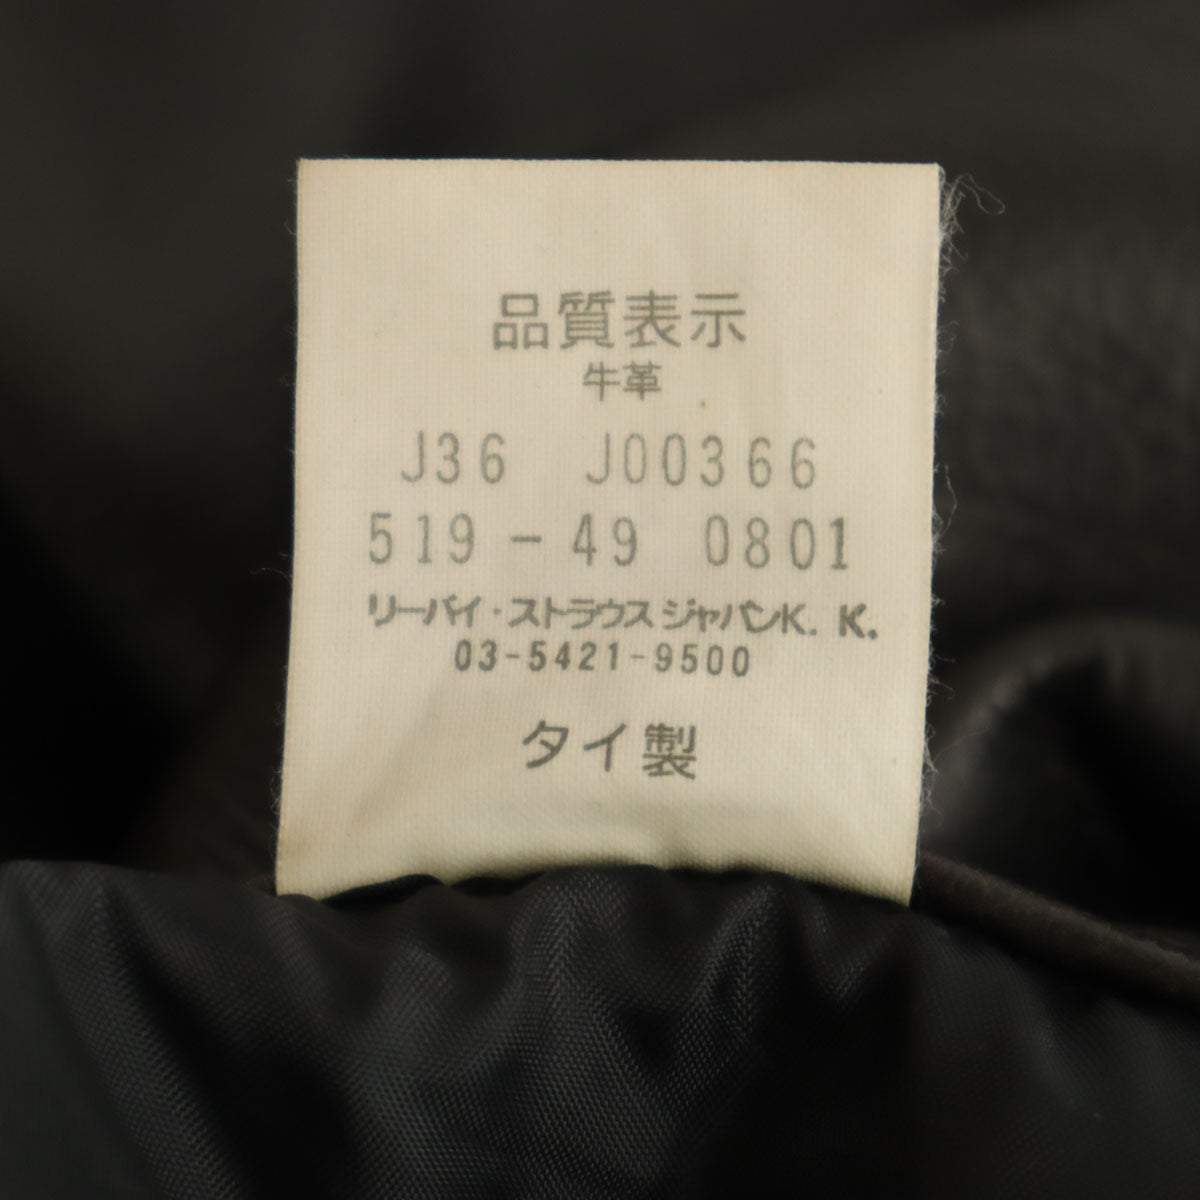 品質表示
牛革
J36 J00366
519-49 0801
リーバイ・ストラウスジャパンK.K.
03-5421-9500
タイ製